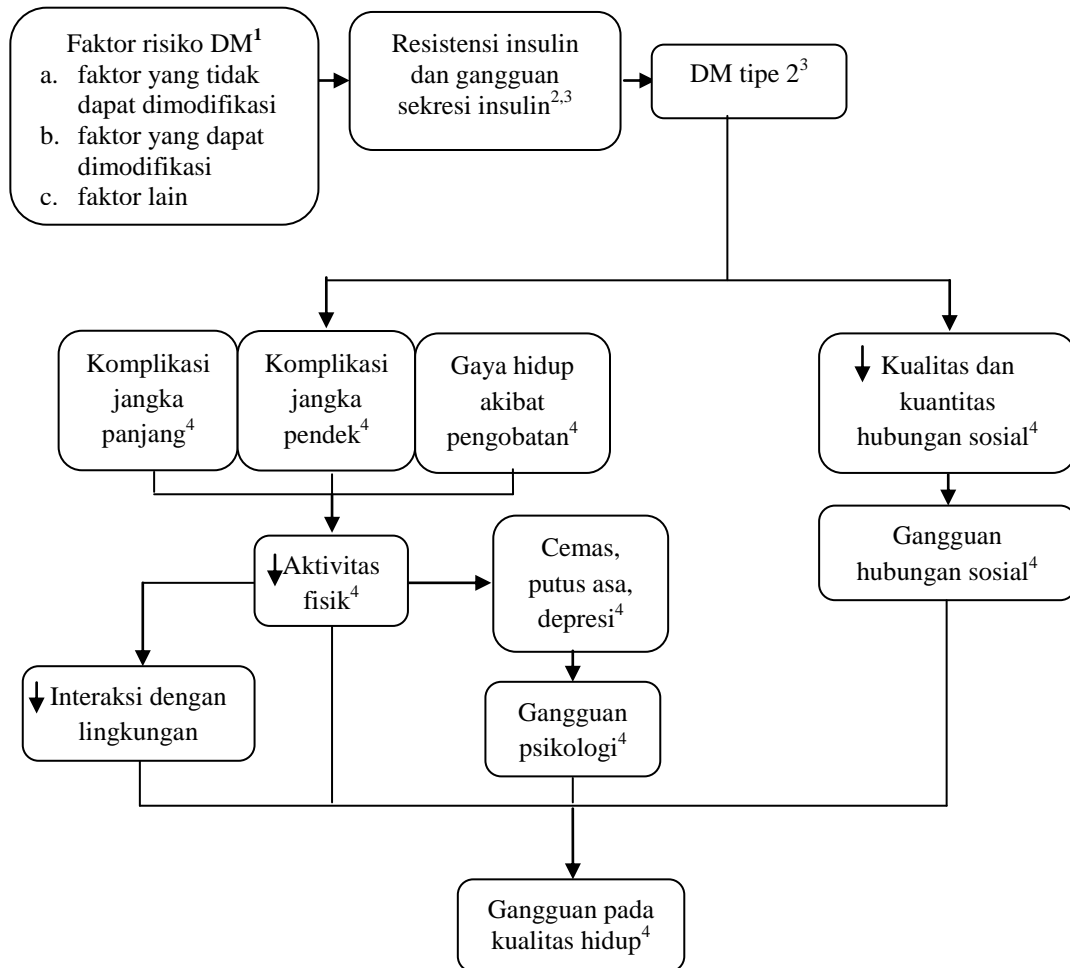 Faktor risiko DM¹
a. faktor yang tidak
dapat dimodifikasi
b. faktor yang dapat
dimodifikasi
c. faktor lain
Resistensi insulin
dan gangguan
sekresi insulin²,³
DM tipe 2³
Komplikasi
jangka
panjang⁴
Komplikasi
jangka
pendek⁴
Gaya hidup
akibat
pengobatan⁴
↓ Kualitas dan
kuantitas
hubungan sosial⁴
Gangguan
hubungan sosial⁴
↓Aktivitas
fisik⁴
Cemas,
putus asa,
depresi⁴
↓ Interaksi dengan
lingkungan
Gangguan
psikologi⁴
Gangguan pada
kualitas hidup⁴